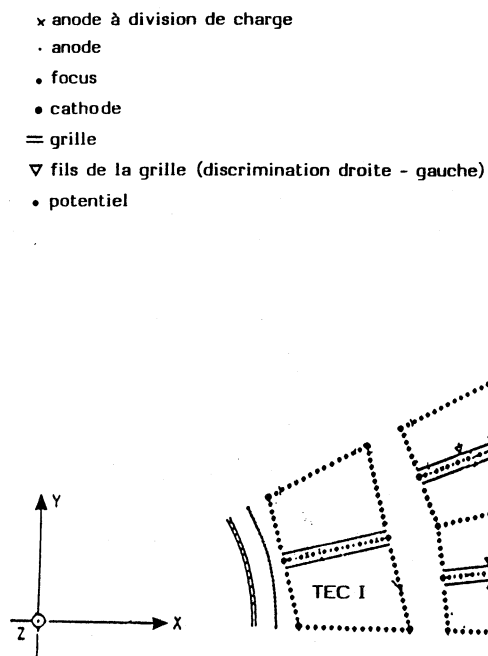 x anode à division de charge
· anode
• focus
• cathode
= grille
∇ fils de la grille (discrimination droite - gauche)
• potentiel
Y
TEC I
Z
X